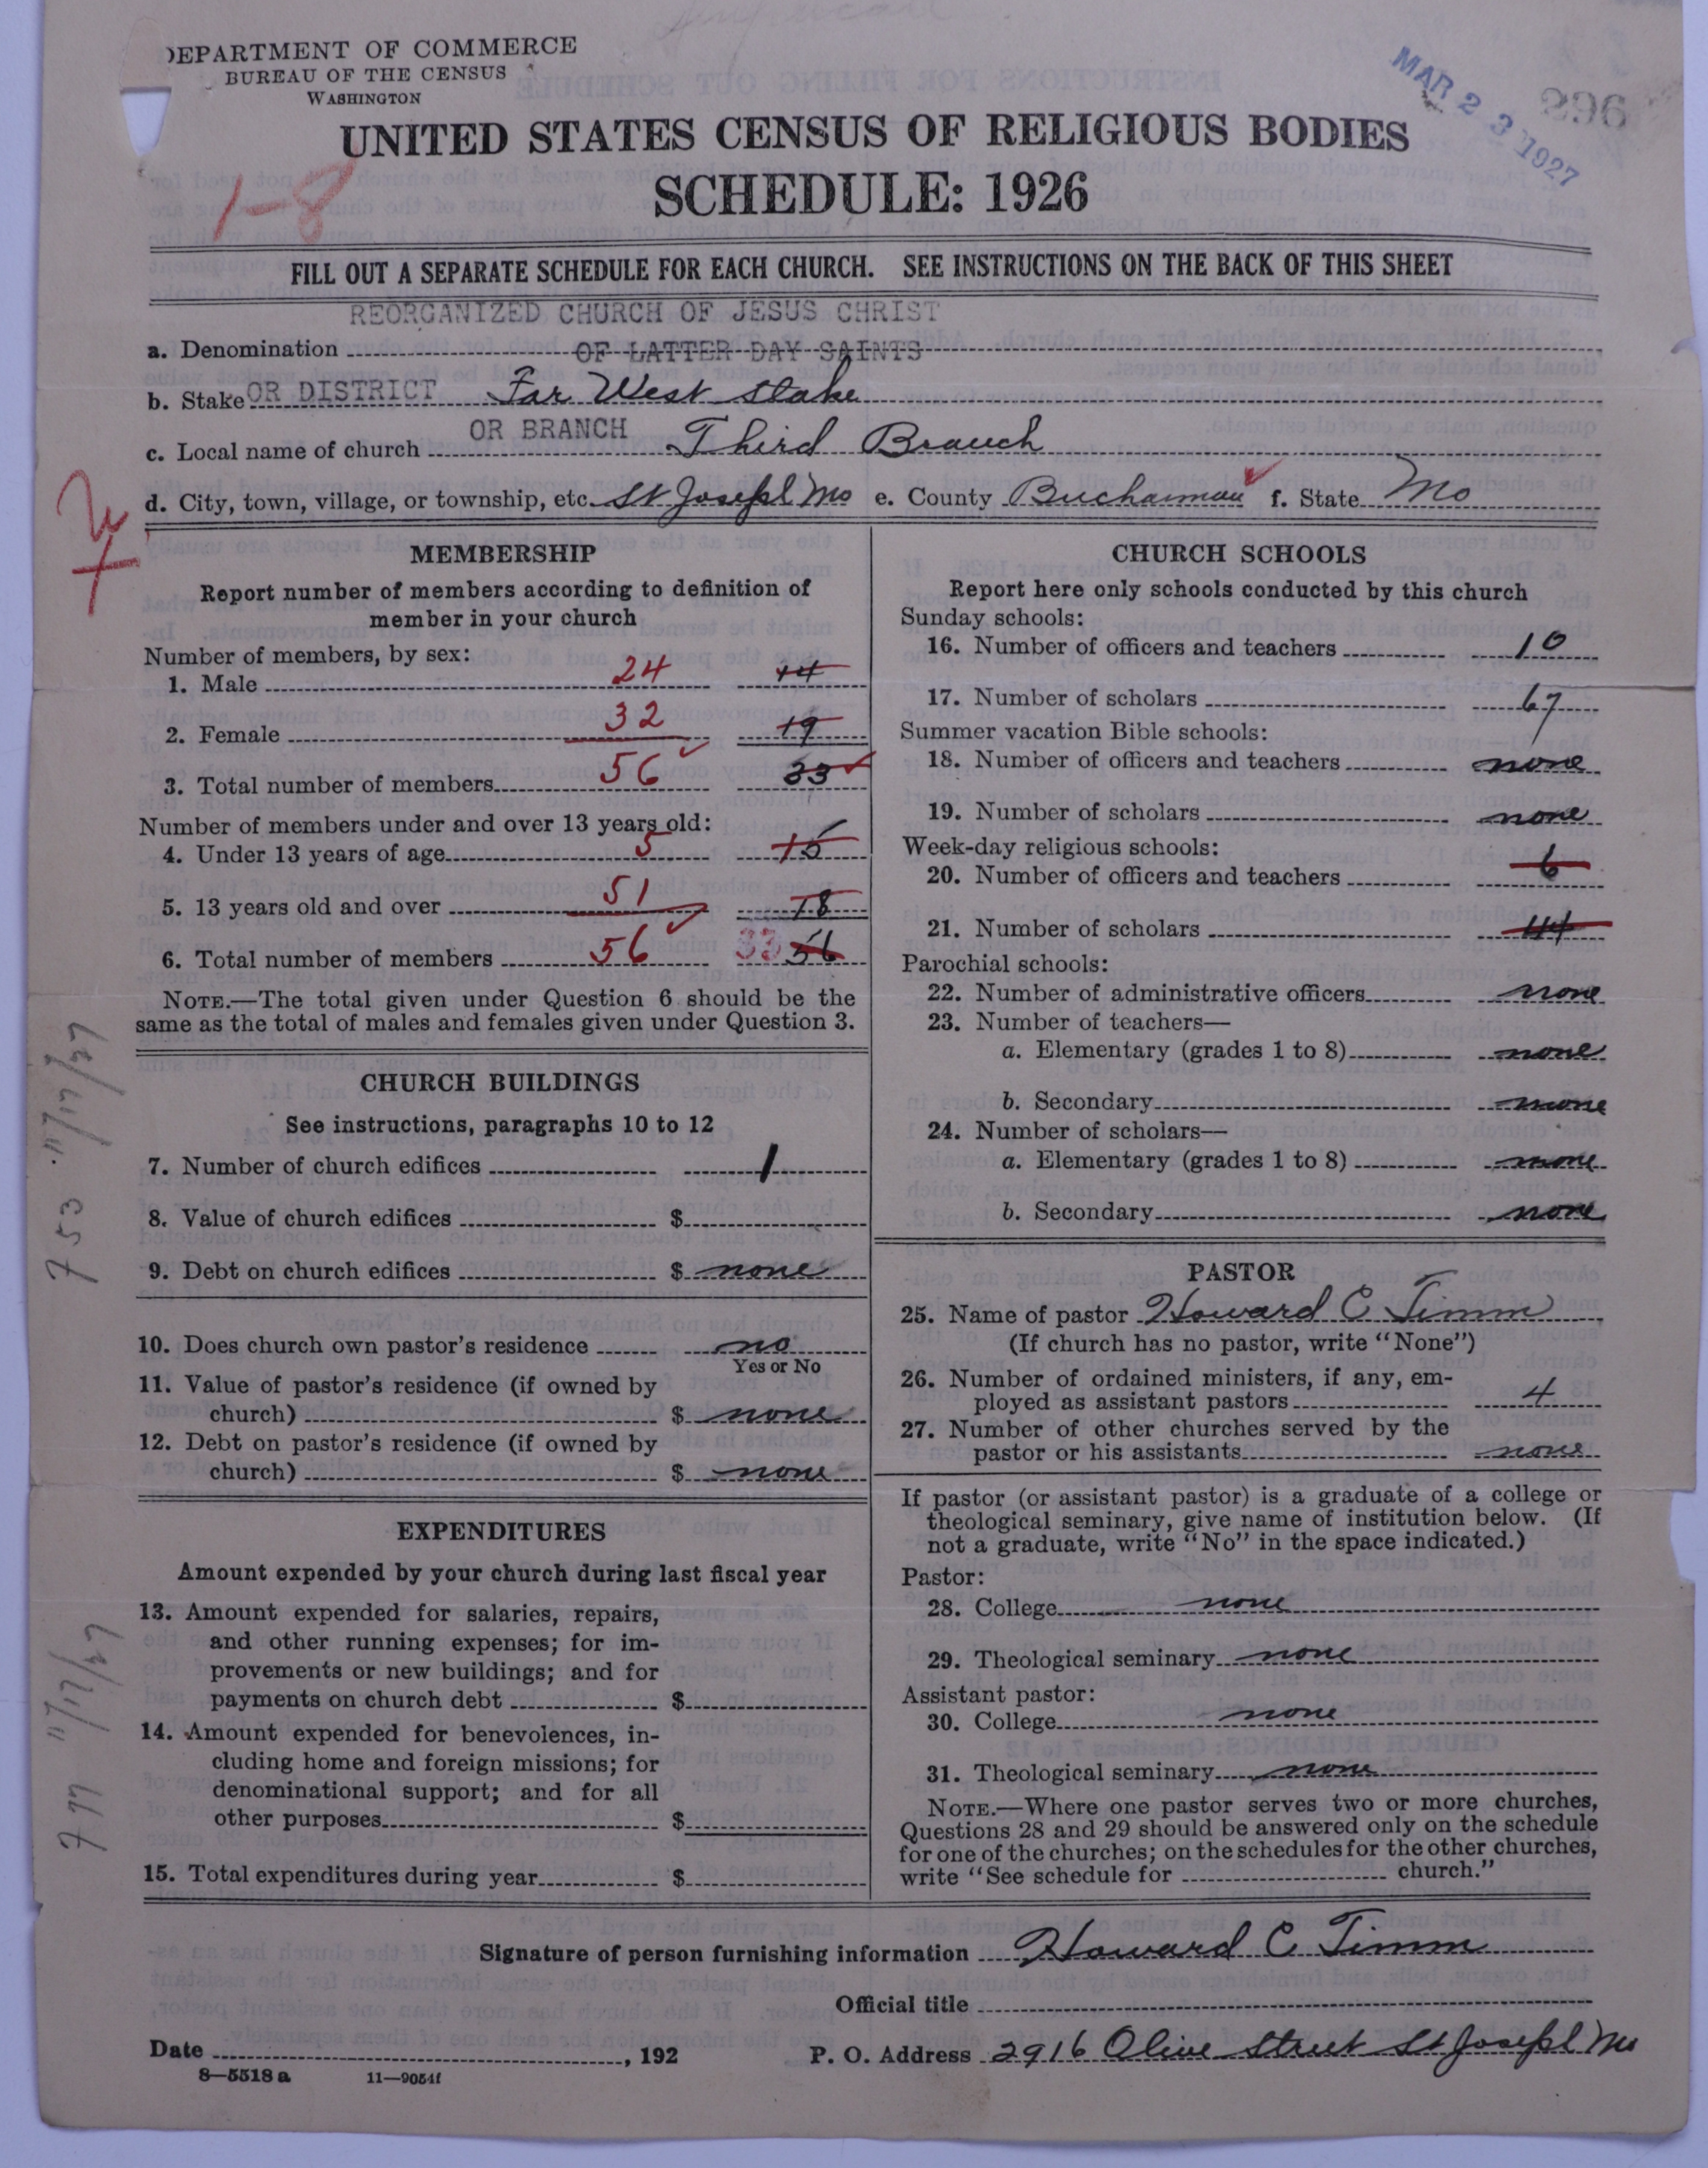 DEPARTMENT OF COMMERCE
BUREAU OF THE CENSUS
WASHINGTON
MAR 23 1927
996
UNITED STATES CENSUS OF RELIGIOUS BODIES
SCHEDULE: 1926
1-8
FILL OUT A SEPARATE SCHEDULE FOR EACH CHURCH. SEE INSTRUCTIONS ON THE BACK OF THIS SHEET
REORGANIZED CHURCH OF JESUS CHRIST
a. Denomination OF LATTER DAY SAINTS
b. Stake OR DISTRICT Far West Stake
c. Local name of church OR BRANCH Third Branch
d. City, town, village, or township, etc. St Joseph Mo e. County Buchannan f. State Mo
MEMBERSHIP
Report number of members according to definition of
member in your church
Number of members, by sex:
1. Male 24 14
2. Female 32 19
3. Total number of members 56 33
Number of members under and over 13 years old:
4. Under 13 years of age 5 15
5. 13 years old and over 51 18
6. Total number of members 56 33 56
NOTE.—The total given under Question 6 should be the
same as the total of males and females given under Question 3.
CHURCH BUILDINGS
See instructions, paragraphs 10 to 12
7. Number of church edifices 1
8. Value of church edifices $
9. Debt on church edifices $ none
10. Does church own pastor's residence no
Yes or No
11. Value of pastor's residence (if owned by
church) $ none
12. Debt on pastor's residence (if owned by
church) $ none
EXPENDITURES
Amount expended by your church during last fiscal year
13. Amount expended for salaries, repairs,
and other running expenses; for im-
provements or new buildings; and for
payments on church debt $
14. Amount expended for benevolences, in-
cluding home and foreign missions; for
denominational support; and for all
other purposes $
15. Total expenditures during year $
CHURCH SCHOOLS
Report here only schools conducted by this church
Sunday schools:
16. Number of officers and teachers 10
17. Number of scholars 67
Summer vacation Bible schools:
18. Number of officers and teachers none
19. Number of scholars none
Week-day religious schools:
20. Number of officers and teachers 6
21. Number of scholars 44
Parochial schools:
22. Number of administrative officers none
23. Number of teachers—
a. Elementary (grades 1 to 8) none
b. Secondary none
24. Number of scholars—
a. Elementary (grades 1 to 8) none
b. Secondary none
PASTOR
25. Name of pastor Howard C Timm
(If church has no pastor, write "None")
26. Number of ordained ministers, if any, em-
ployed as assistant pastors 4
27. Number of other churches served by the
pastor or his assistants none
If pastor (or assistant pastor) is a graduate of a college or
theological seminary, give name of institution below. (If
not a graduate, write "No" in the space indicated.)
Pastor:
28. College none
29. Theological seminary none
Assistant pastor:
30. College none
31. Theological seminary none
NOTE.—Where one pastor serves two or more churches,
Questions 28 and 29 should be answered only on the schedule
for one of the churches; on the schedules for the other churches,
write "See schedule for church."
Signature of person furnishing information Howard C Timm
Official title
Date , 192
P. O. Address 2916 Olive Street St Joseph Mo
8—5518 a 11—9054f